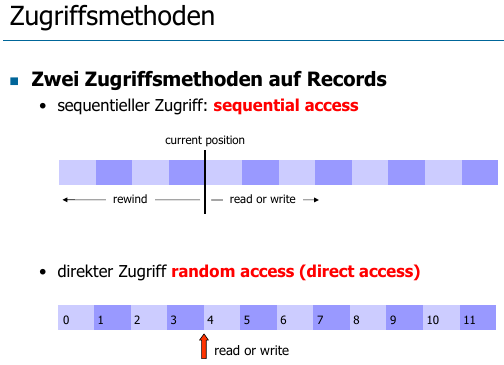 Zugriffsmethoden
Zwei Zugriffsmethoden auf Records
• sequentieller Zugriff: sequential access
current position
rewind read or write
• direkter Zugriff random access (direct access)
0 1 2 3 4 5 6 7 8 9 10 11
read or write